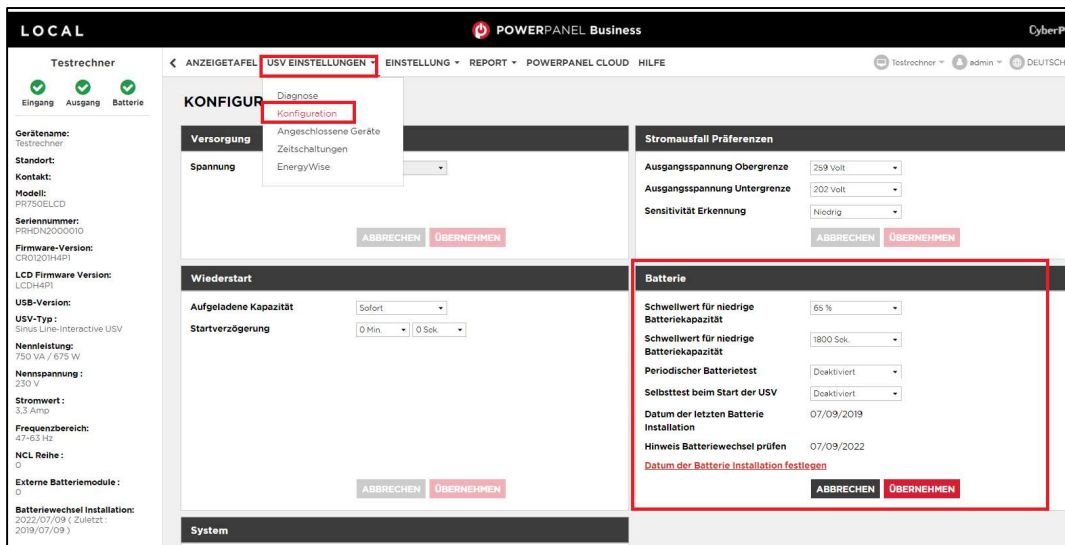 LOCAL
POWERPANEL Business
Testrechner
ANZEIGETAFEL USV EINSTELLUNGEN EINSTELLUNG REPORT POWERPANEL CLOUD HILFE
Testrechner admin DEUTSCH
Eingang Ausgang Batterie
Diagnose
Konfiguration
Angeschlossene Geräte
Zeitschaltungen
EnergyWise
Gerätename:
Testrechner
Standort:
Kontakt:
Modell:
PR750ELCD
Seriennummer:
PRHDN2000010
Firmware-Version:
CR01201H4P1
LCD Firmware Version:
LCDH4P1
USB-Version:
USV-Typ :
Sinus Line-Interactive USV
Nennleistung:
750 VA / 675 W
Nennspannung :
230 V
Stromwert :
3,3 Amp
Frequenzbereich:
47-63 Hz
NCL Reihe :
0
Externe Batteriemodule :
0
Batteriewechsel Installation:
2022/07/09 ( Zuletzt :
2019/07/09 )
KONFIGUR
Versorgung
Spannung
ABBRECHEN ÜBERNEHMEN
Stromausfall Präferenzen
Ausgangsspannung Obergrenze 259 Volt
Ausgangsspannung Untergrenze 202 Volt
Sensitivität Erkennung Niedrig
ABBRECHEN ÜBERNEHMEN
Wiederstart
Aufgeladene Kapazität Sofort
Startverzögerung 0 Min. 0 Sek.
ABBRECHEN ÜBERNEHMEN
Batterie
Schwellwert für niedrige
Batteriekapazität 65 %
Schwellwert für niedrige
Batteriekapazität 1800 Sek.
Periodischer Batterietest Deaktiviert
Selbsttest beim Start der USV Deaktiviert
Datum der letzten Batterie
Installation 07/09/2019
Hinweis Batteriewechsel prüfen 07/09/2022
Datum der Batterie Installation festlegen
ABBRECHEN ÜBERNEHMEN
System